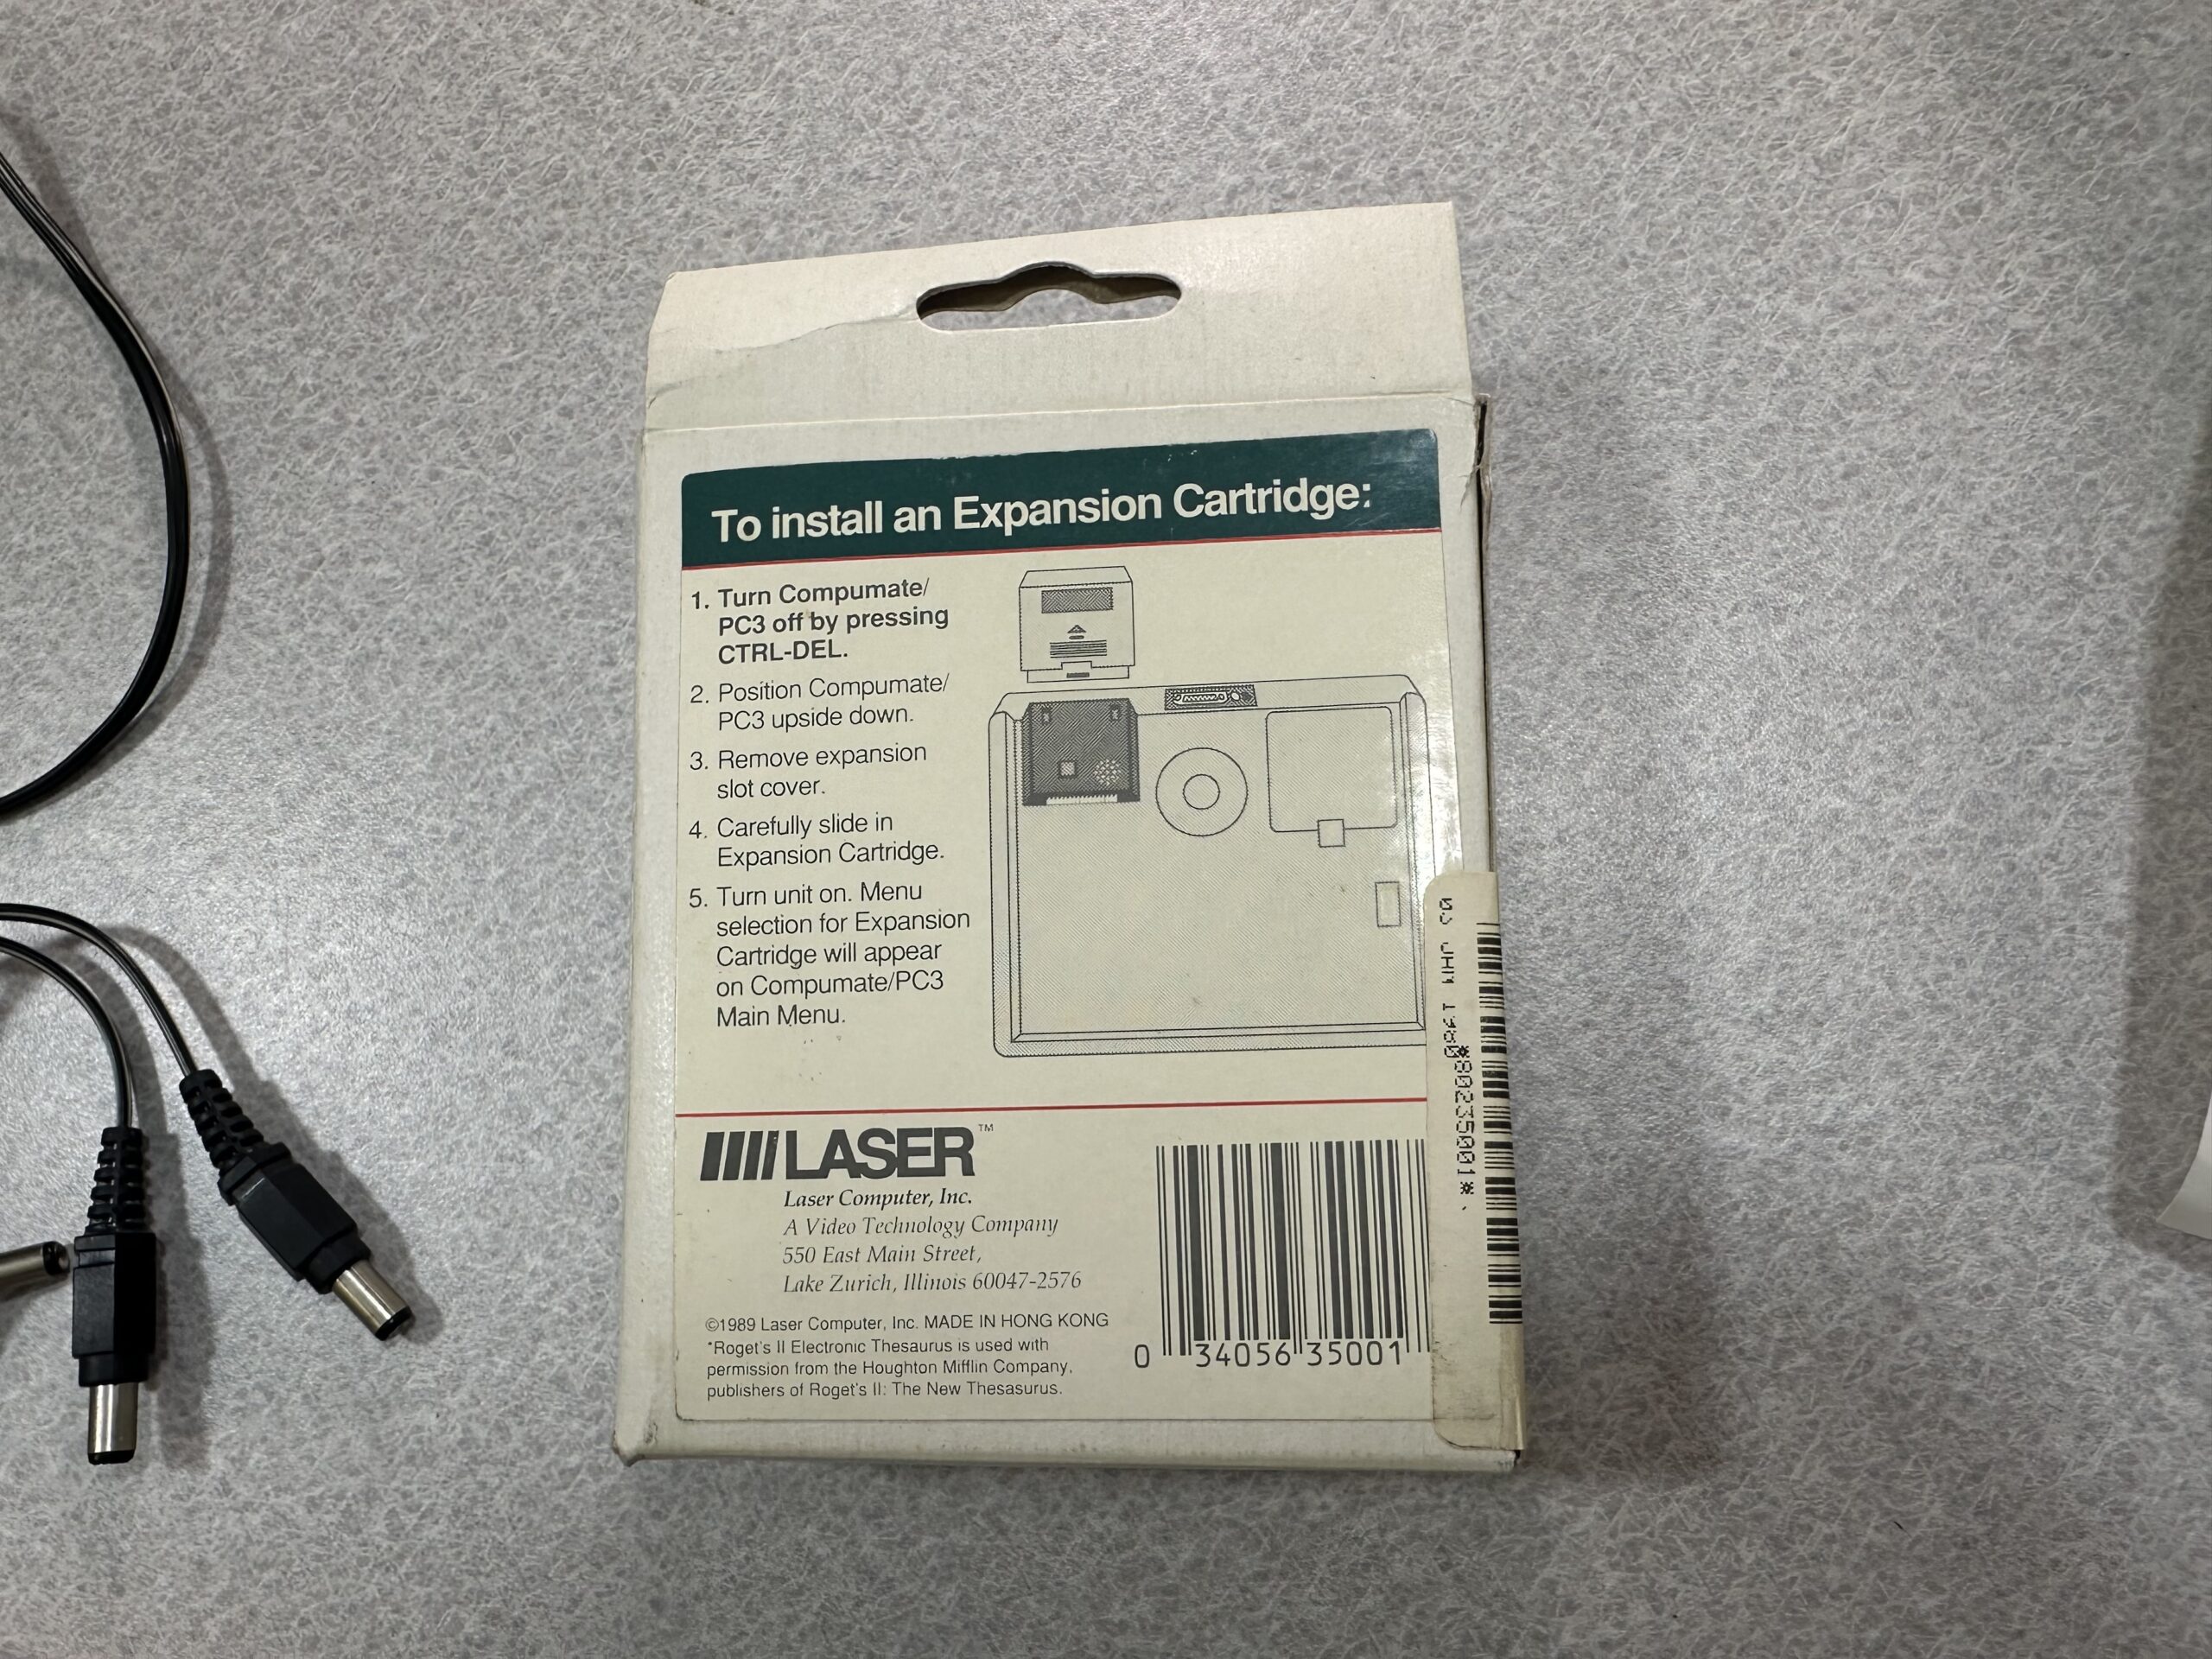 To install an Expansion Cartridge:
1. Turn Compumate/
PC3 off by pressing
CTRL-DEL.
2. Position Compumate/
PC3 upside down.
3. Remove expansion
slot cover.
4. Carefully slide in
Expansion Cartridge.
5. Turn unit on. Menu
selection for Expansion
Cartridge will appear
on Compumate/PC3
Main Menu.
LASER™
Laser Computer, Inc.
A Video Technology Company
550 East Main Street,
Lake Zurich, Illinois 60047-2576
©1989 Laser Computer, Inc. MADE IN HONG KONG
*Roget's II Electronic Thesaurus is used with
permission from the Houghton Mifflin Company,
publishers of Roget's II: The New Thesaurus.
0 34056 35001